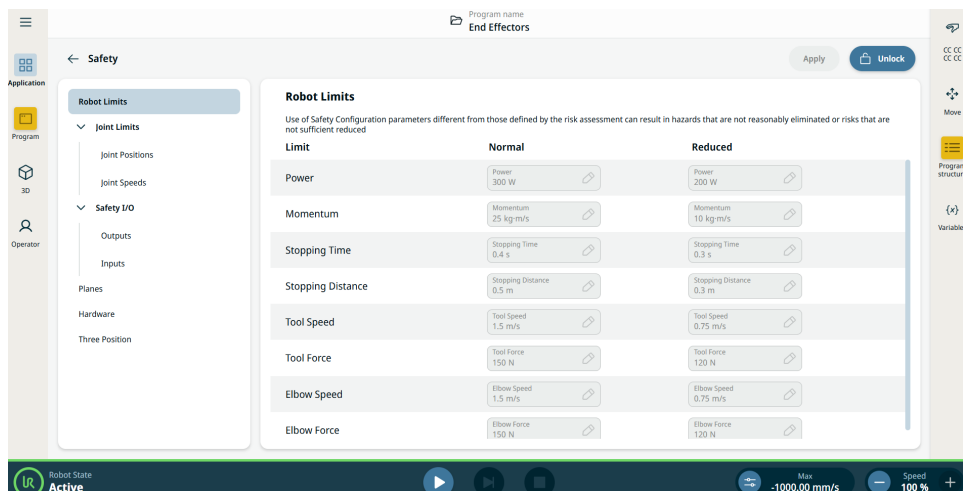 Program name
End Effectors
Application
Program
3D
Operator
Safety
Apply
Unlock
Robot Limits
Joint Limits
Joint Positions
Joint Speeds
Safety I/O
Outputs
Inputs
Planes
Hardware
Three Position
Robot Limits
Use of Safety Configuration parameters different from those defined by the risk assessment can result in hazards that are not reasonably eliminated or risks that are
not sufficient reduced
Limit Normal Reduced
Power Power 300 W Power 200 W
Momentum Momentum 25 kg·m/s Momentum 10 kg·m/s
Stopping Time Stopping Time 0.4 s Stopping Time 0.3 s
Stopping Distance Stopping Distance 0.5 m Stopping Distance 0.3 m
Tool Speed Tool Speed 1.5 m/s Tool Speed 0.75 m/s
Tool Force Tool Force 150 N Tool Force 120 N
Elbow Speed Elbow Speed 1.5 m/s Elbow Speed 0.75 m/s
Elbow Force Elbow Force 150 N Elbow Force 120 N
CC CC
CC CC
Move
Program
structur
{x}
Variable
UR
Robot State
Active
Max
-1000.00 mm/s
Speed
100 %